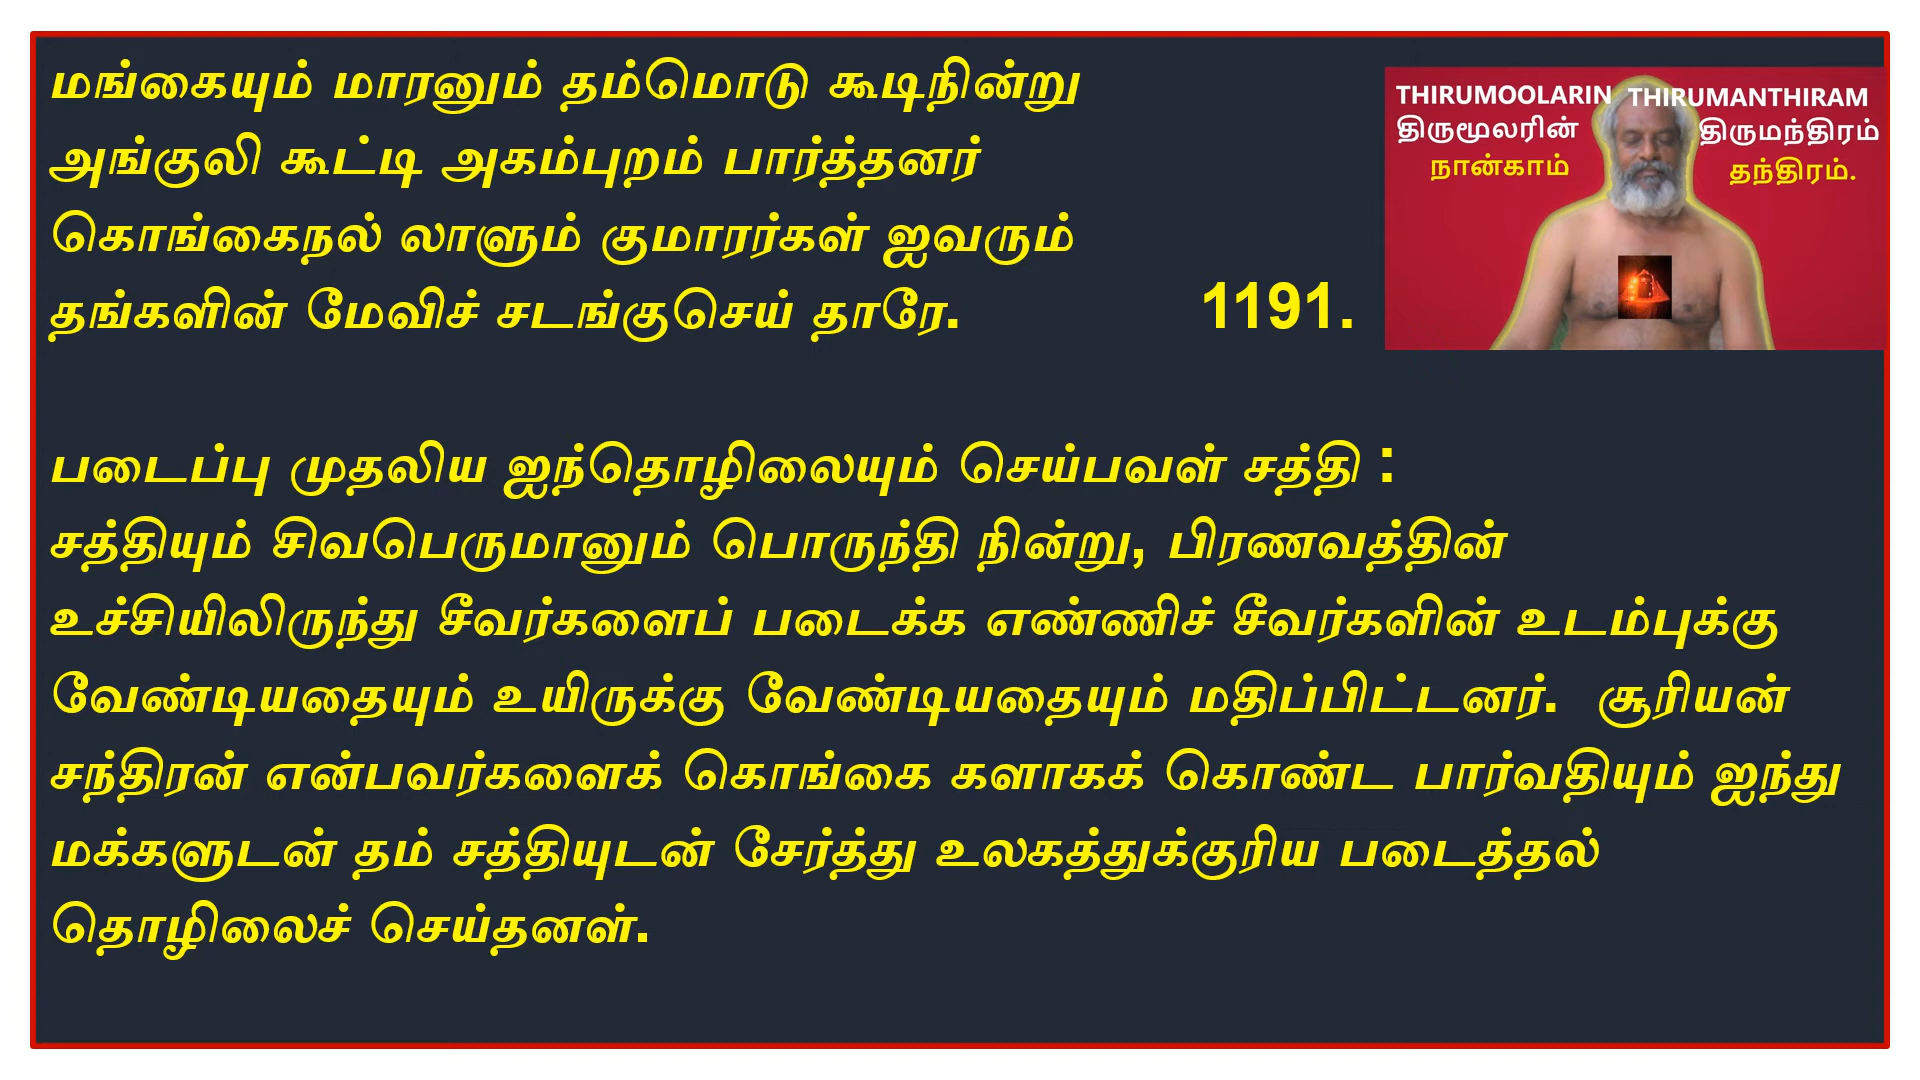 மங்கையும் மாரனும் தம்மொடு கூடிநின்று
அங்குலி கூட்டி அகம்புறம் பார்த்தனர்
கொங்கைநல் லாளும் குமாரர்கள் ஐவரும்
தங்களின் மேவிச் சடங்குசெய் தாரே. 1191.
THIRUMOOLARIN THIRUMANTHIRAM
திருமூலரின் திருமந்திரம்
நான்காம் தந்திரம்.
படைப்பு முதலிய ஐந்தொழிலையும் செய்பவள் சத்தி :
சத்தியும் சிவபெருமானும் பொருந்தி நின்று, பிரணவத்தின்
உச்சியிலிருந்து சீவர்களைப் படைக்க எண்ணிச் சீவர்களின் உடம்புக்கு
வேண்டியதையும் உயிருக்கு வேண்டியதையும் மதிப்பிட்டனர். சூரியன்
சந்திரன் என்பவர்களைக் கொங்கை களாகக் கொண்ட பார்வதியும் ஐந்து
மக்களுடன் தம் சத்தியுடன் சேர்த்து உலகத்துக்குரிய படைத்தல்
தொழிலைச் செய்தனள்.